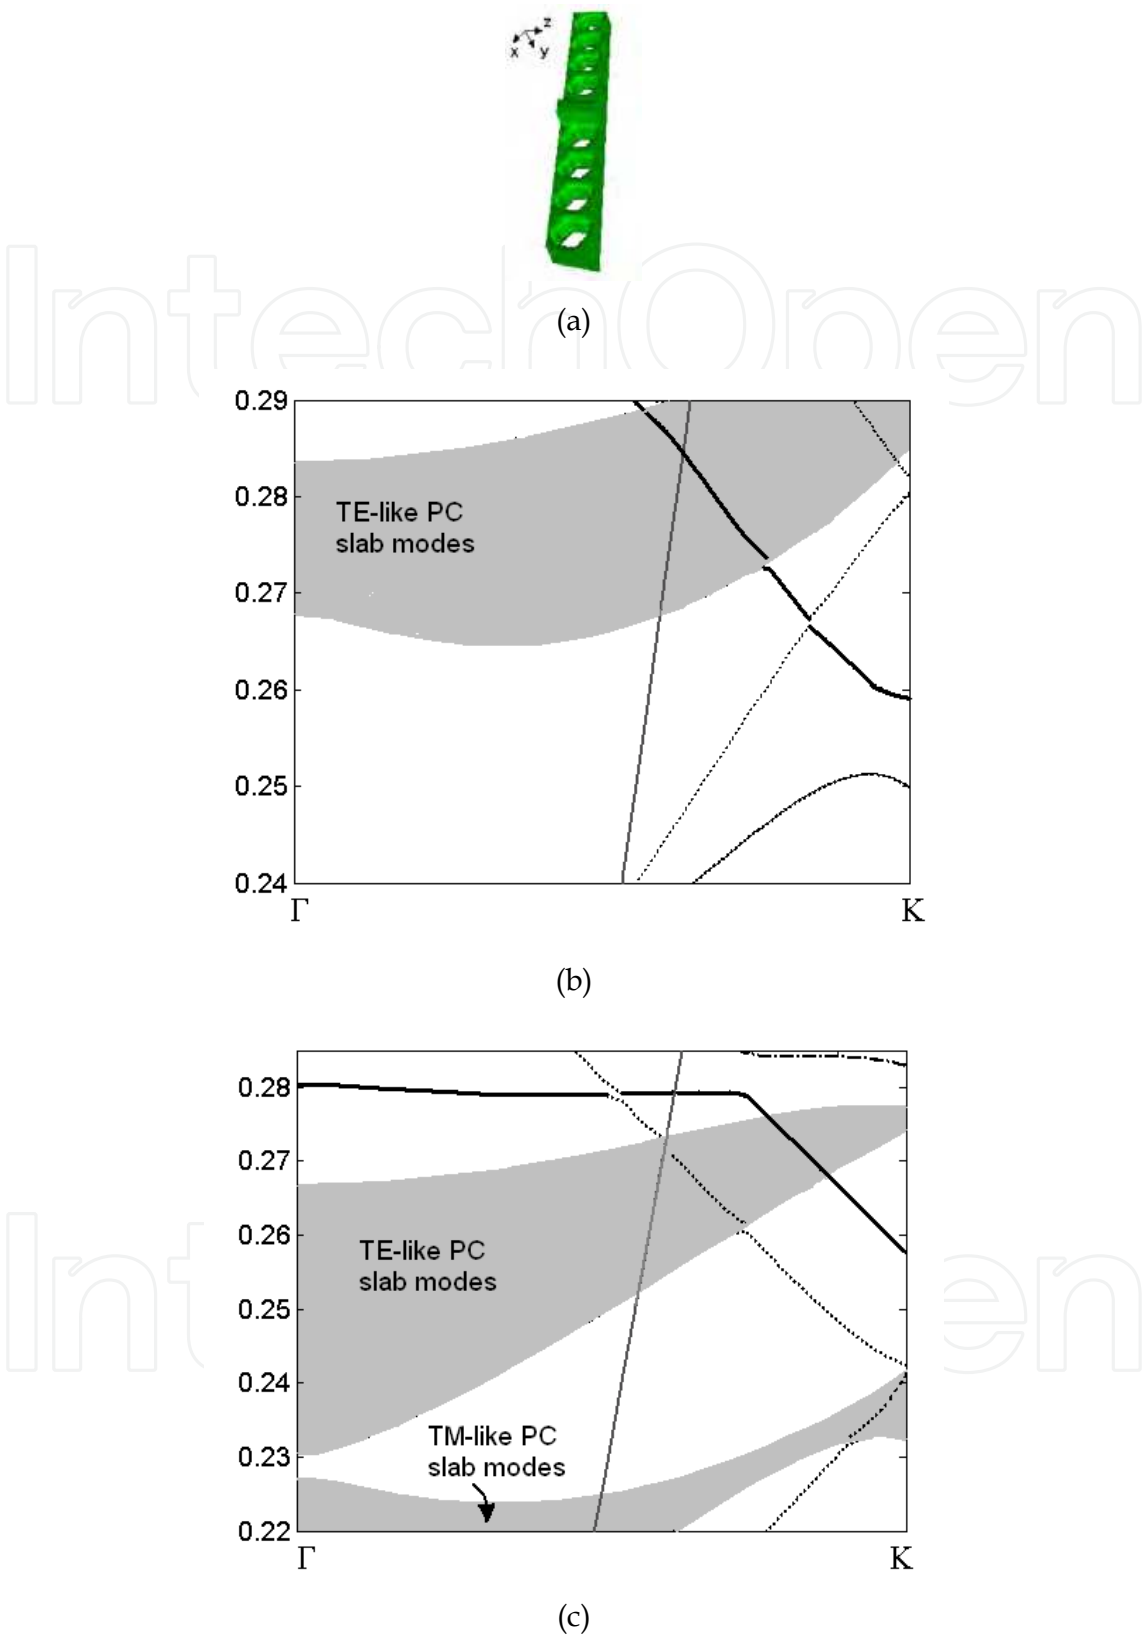 z
x y
(a)
IntechOpen
0.29
0.28
TE-like PC
slab modes
0.27
0.26
0.25
0.24
Γ K
(b)
0.28
0.27
0.26
TE-like PC
slab modes
0.25
0.24
TM-like PC
slab modes
0.23
0.22
Γ K
(c)